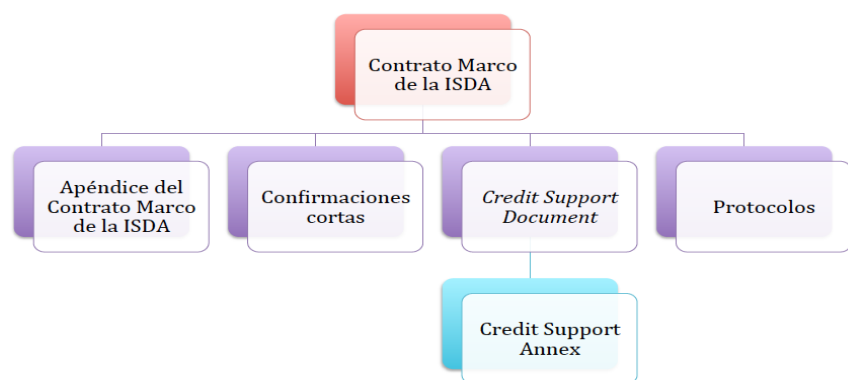 Contrato Marco
de la ISDA
Apéndice del
Contrato Marco
de la ISDA
Confirmaciones
cortas
Credit Support
Document
Protocolos
Credit Support
Annex